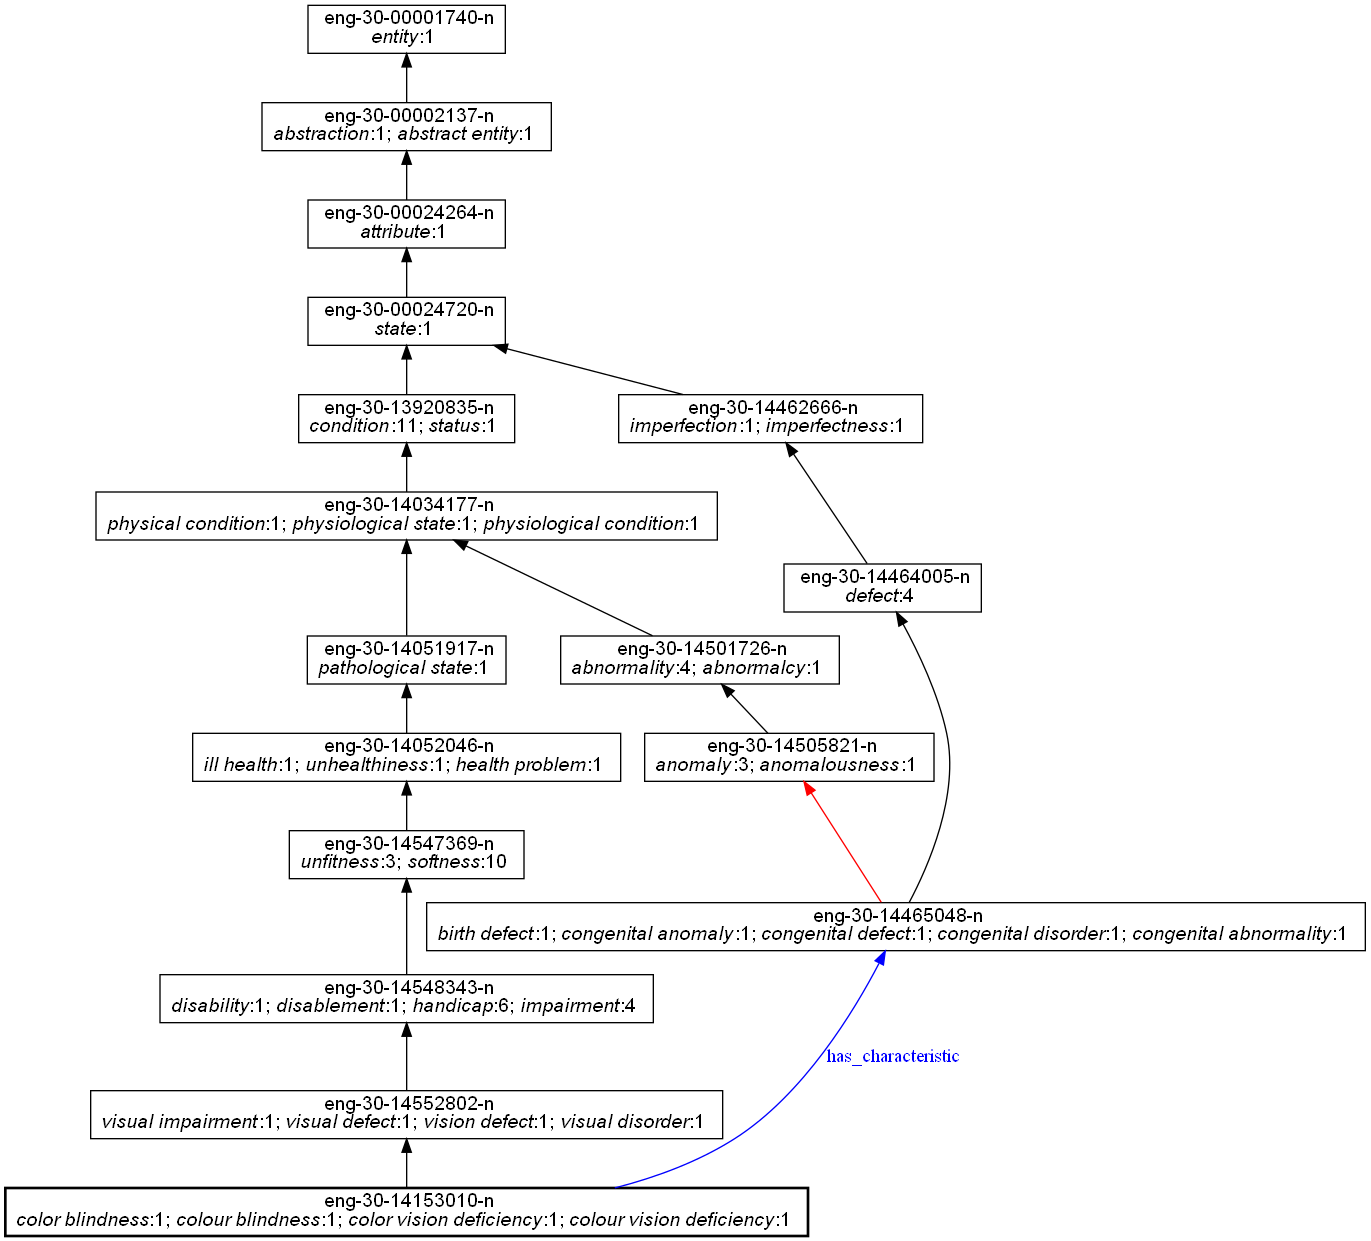 eng-30-00001740-n
entity:1
eng-30-00002137-n
abstraction:1; abstract entity:1
eng-30-00024264-n
attribute:1
eng-30-00024720-n
state:1
eng-30-13920835-n
condition:11; status:1
eng-30-14462666-n
imperfection:1; imperfectness:1
eng-30-14034177-n
physical condition:1; physiological state:1; physiological condition:1
eng-30-14464005-n
defect:4
eng-30-14051917-n
pathological state:1
eng-30-14501726-n
abnormality:4; abnormalcy:1
eng-30-14052046-n
ill health:1; unhealthiness:1; health problem:1
eng-30-14505821-n
anomaly:3; anomalousness:1
eng-30-14547369-n
unfitness:3; softness:10
eng-30-14465048-n
birth defect:1; congenital anomaly:1; congenital defect:1; congenital disorder:1; congenital abnormality:1
eng-30-14548343-n
disability:1; disablement:1; handicap:6; impairment:4
has_characteristic
eng-30-14552802-n
visual impairment:1; visual defect:1; vision defect:1; visual disorder:1
eng-30-14153010-n
color blindness:1; colour blindness:1; color vision deficiency:1; colour vision deficiency:1